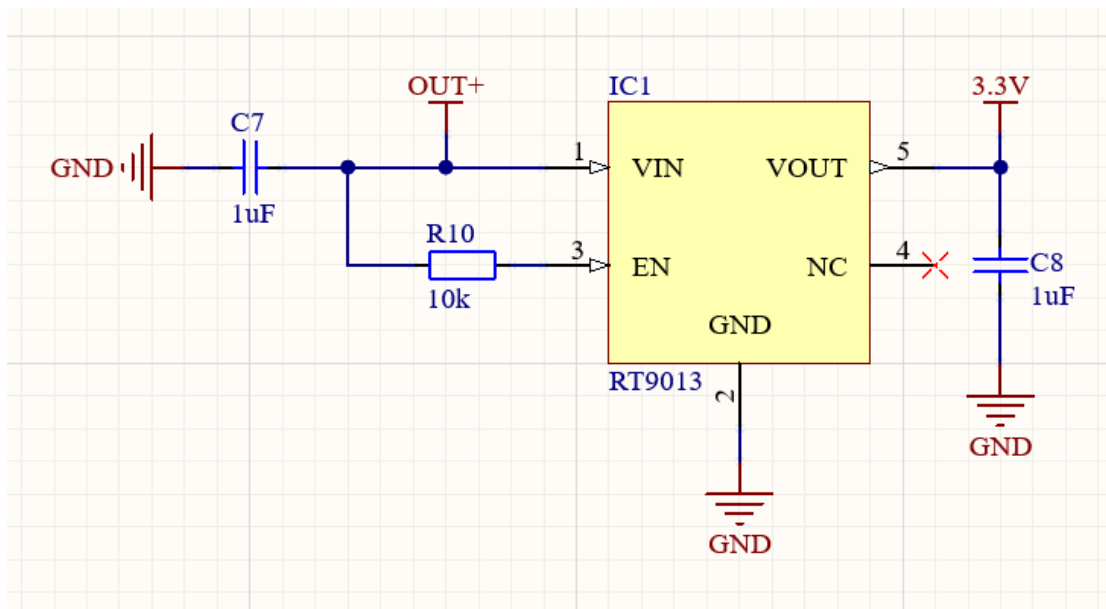 OUT+
IC1
3.3V
C7
GND
1uF
1
VIN
VOUT
5
R10
10k
3
EN
NC
4
C8
1uF
GND
RT9013
2
GND
GND